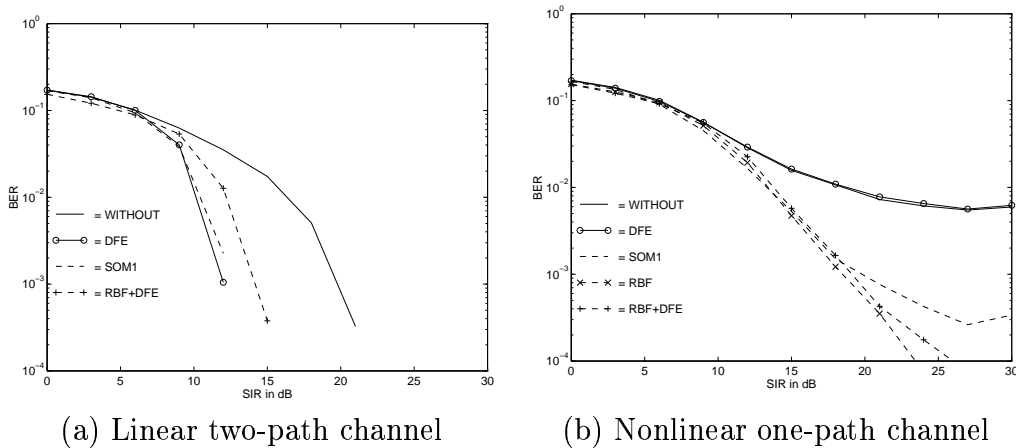 10^0
10^-1
10^-2
10^-3
10^-4
BER
0 5 10 15 20 25 30
SIR in dB
= WITHOUT
= DFE
= SOM1
= RBF+DFE
(a) Linear two-path channel
10^0
10^-1
10^-2
10^-3
10^-4
BER
0 5 10 15 20 25 30
SIR in dB
= WITHOUT
= DFE
= SOM1
= RBF
= RBF+DFE
(b) Nonlinear one-path channel